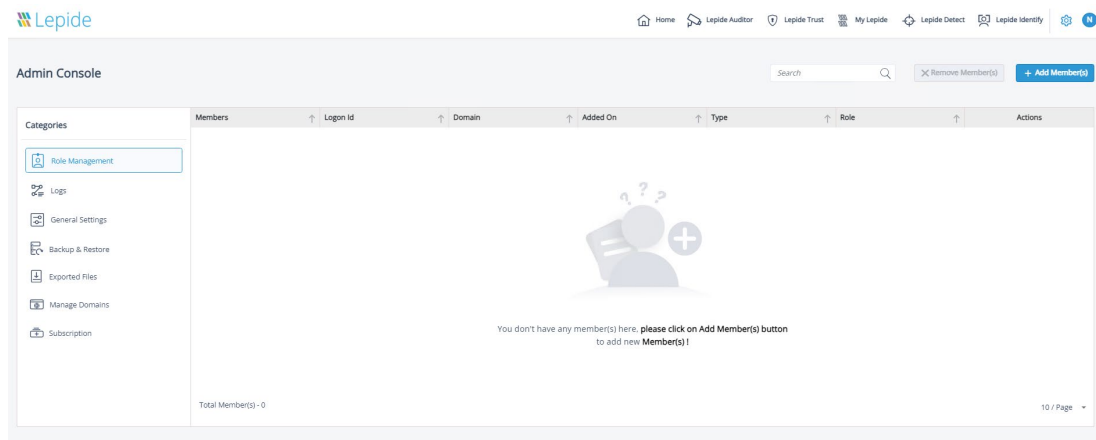 Lepide
Home
Lepide Auditor
Lepide Trust
My Lepide
Lepide Detect
Lepide Identify
N
Admin Console
Search
Remove Member(s)
+ Add Member(s)
Categories
Role Management
Logs
General Settings
Backup & Restore
Exported Files
Manage Domains
Subscription
Members
Logon Id
Domain
Added On
Type
Role
Actions
? ? ?
You don't have any member(s) here, please click on Add Member(s) button
to add new Member(s) !
Total Member(s) - 0
10 / Page